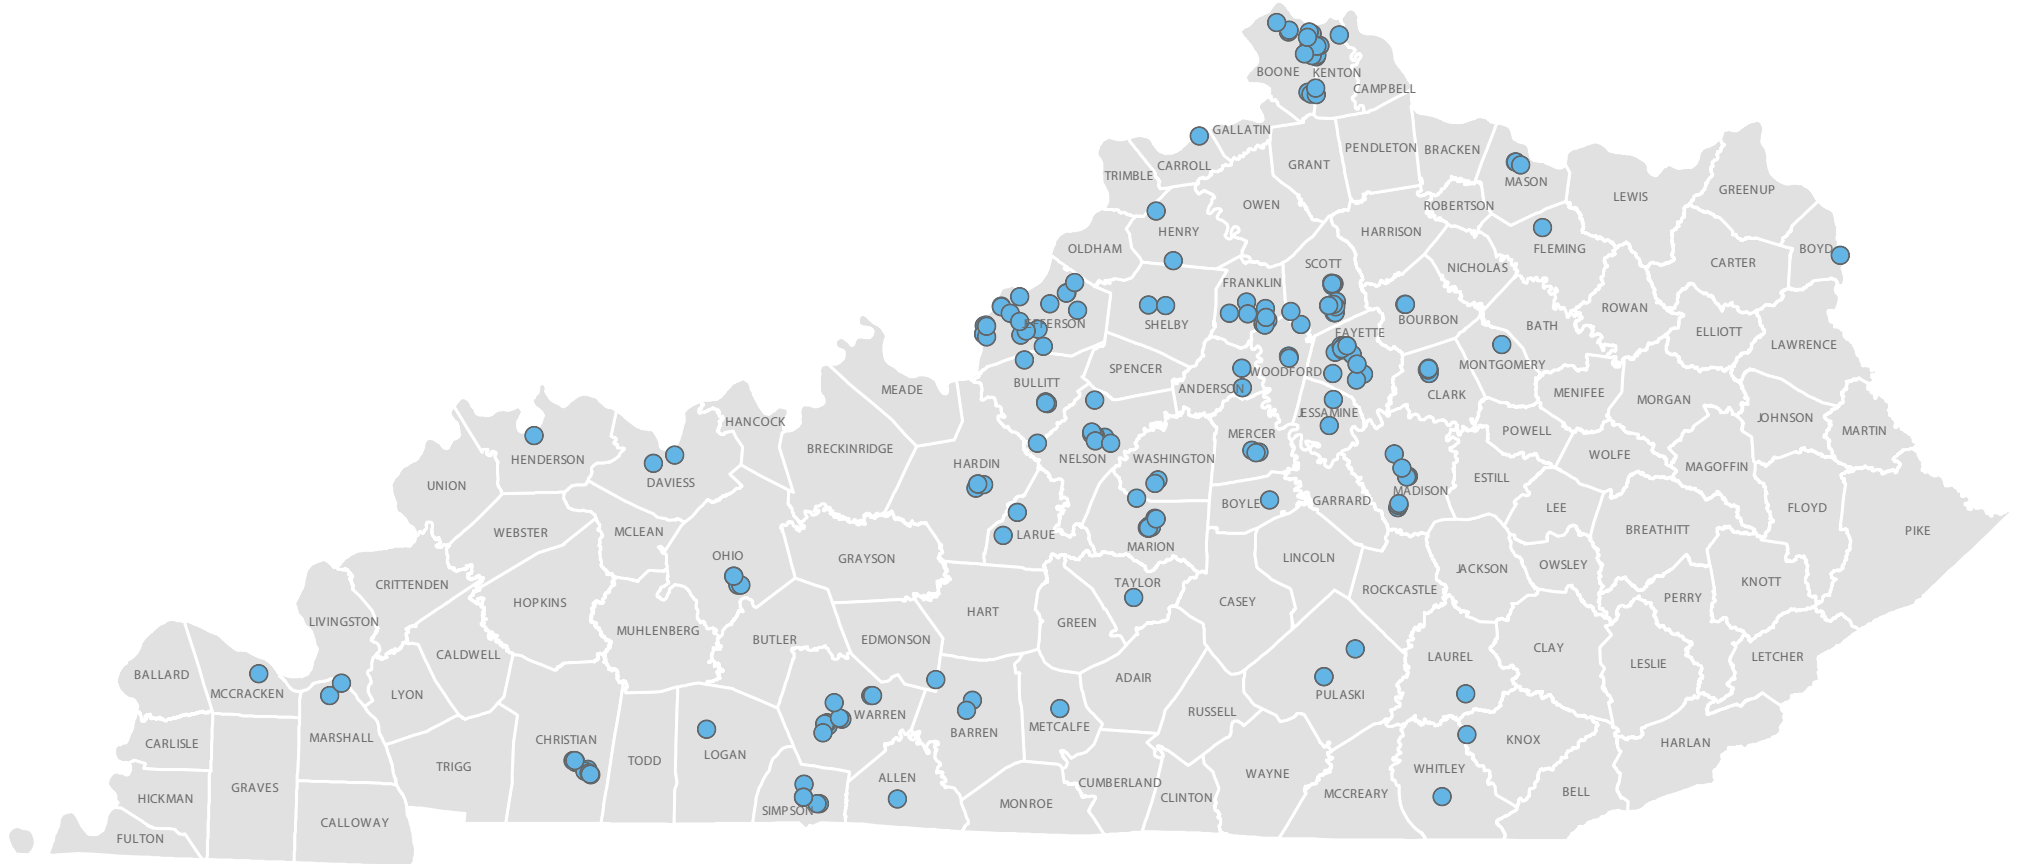 BOONE
KENTON
CAMPBELL
GALLATIN
CARROLL
TRIMBLE
GRANT
PENDLETON
BRACKEN
MASON
LEWIS
GREENUP
ROBERTSON
OWEN
HENRY
HARRISON
OLDHAM
FLEMING
BOYD
CARTER
SCOTT
NICHOLAS
FRANKLIN
ROWAN
JEFFERSON
SHELBY
BOURBON
BATH
ELLIOTT
FAYETTE
LAWRENCE
SPENCER
WOODFORD
MONTGOMERY
BULLITT
ANDERSON
CLARK
MENIFEE
MORGAN
MEADE
JESSAMINE
JOHNSON
MARTIN
HANCOCK
BRECKINRIDGE
MERCER
POWELL
WOLFE
HENDERSON
HARDIN
NELSON
WASHINGTON
MAGOFFIN
UNION
DAVIESS
MADISON
ESTILL
BOYLE
GARRARD
LEE
FLOYD
WEBSTER
MCLEAN
LARUE
MARION
BREATHITT
PIKE
OHIO
GRAYSON
LINCOLN
JACKSON
OWSLEY
CRITTENDEN
TAYLOR
ROCKCASTLE
KNOTT
HOPKINS
HART
CASEY
PERRY
LIVINGSTON
MUHLENBERG
BUTLER
EDMONSON
GREEN
CALDWELL
LAUREL
CLAY
LESLIE
LETCHER
BALLARD
MCCRACKEN
LYON
ADAIR
PULASKI
WARREN
BARREN
METCALFE
RUSSELL
CARLISLE
MARSHALL
CHRISTIAN
LOGAN
KNOX
HARLAN
TRIGG
TODD
ALLEN
CUMBERLAND
WAYNE
WHITLEY
GRAVES
HICKMAN
SIMPSON
MONROE
CLINTON
MCCREARY
BELL
CALLOWAY
FULTON